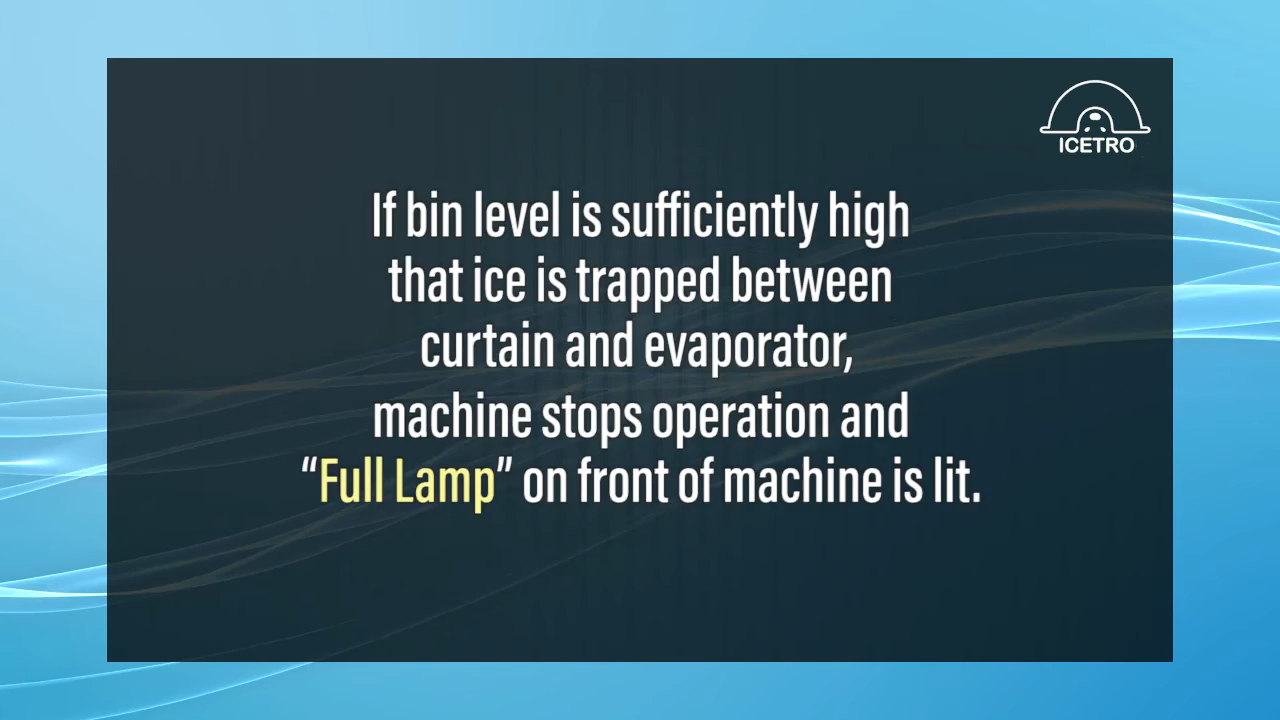 ICETRO
If bin level is sufficiently high
that ice is trapped between
curtain and evaporator,
machine stops operation and
“Full Lamp” on front of machine is lit.